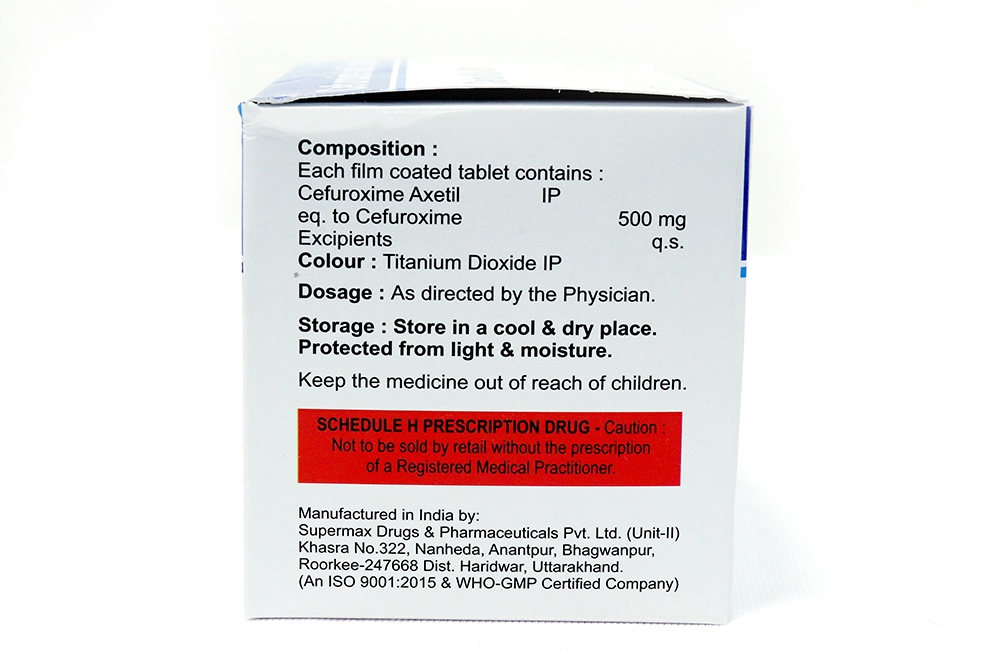 Composition :
Each film coated tablet contains :
Cefuroxime Axetil IP
eq. to Cefuroxime 500 mg
Excipients q.s.
Colour : Titanium Dioxide IP
Dosage : As directed by the Physician.
Storage : Store in a cool & dry place.
Protected from light & moisture.
Keep the medicine out of reach of children.
SCHEDULE H PRESCRIPTION DRUG - Caution :
Not to be sold by retail without the prescription
of a Registered Medical Practitioner.
Manufactured in India by:
Supermax Drugs & Pharmaceuticals Pvt. Ltd. (Unit-II)
Khasra No.322, Nanheda, Anantpur, Bhagwanpur,
Roorkee-247668 Dist. Haridwar, Uttarakhand.
(An ISO 9001:2015 & WHO-GMP Certified Company)